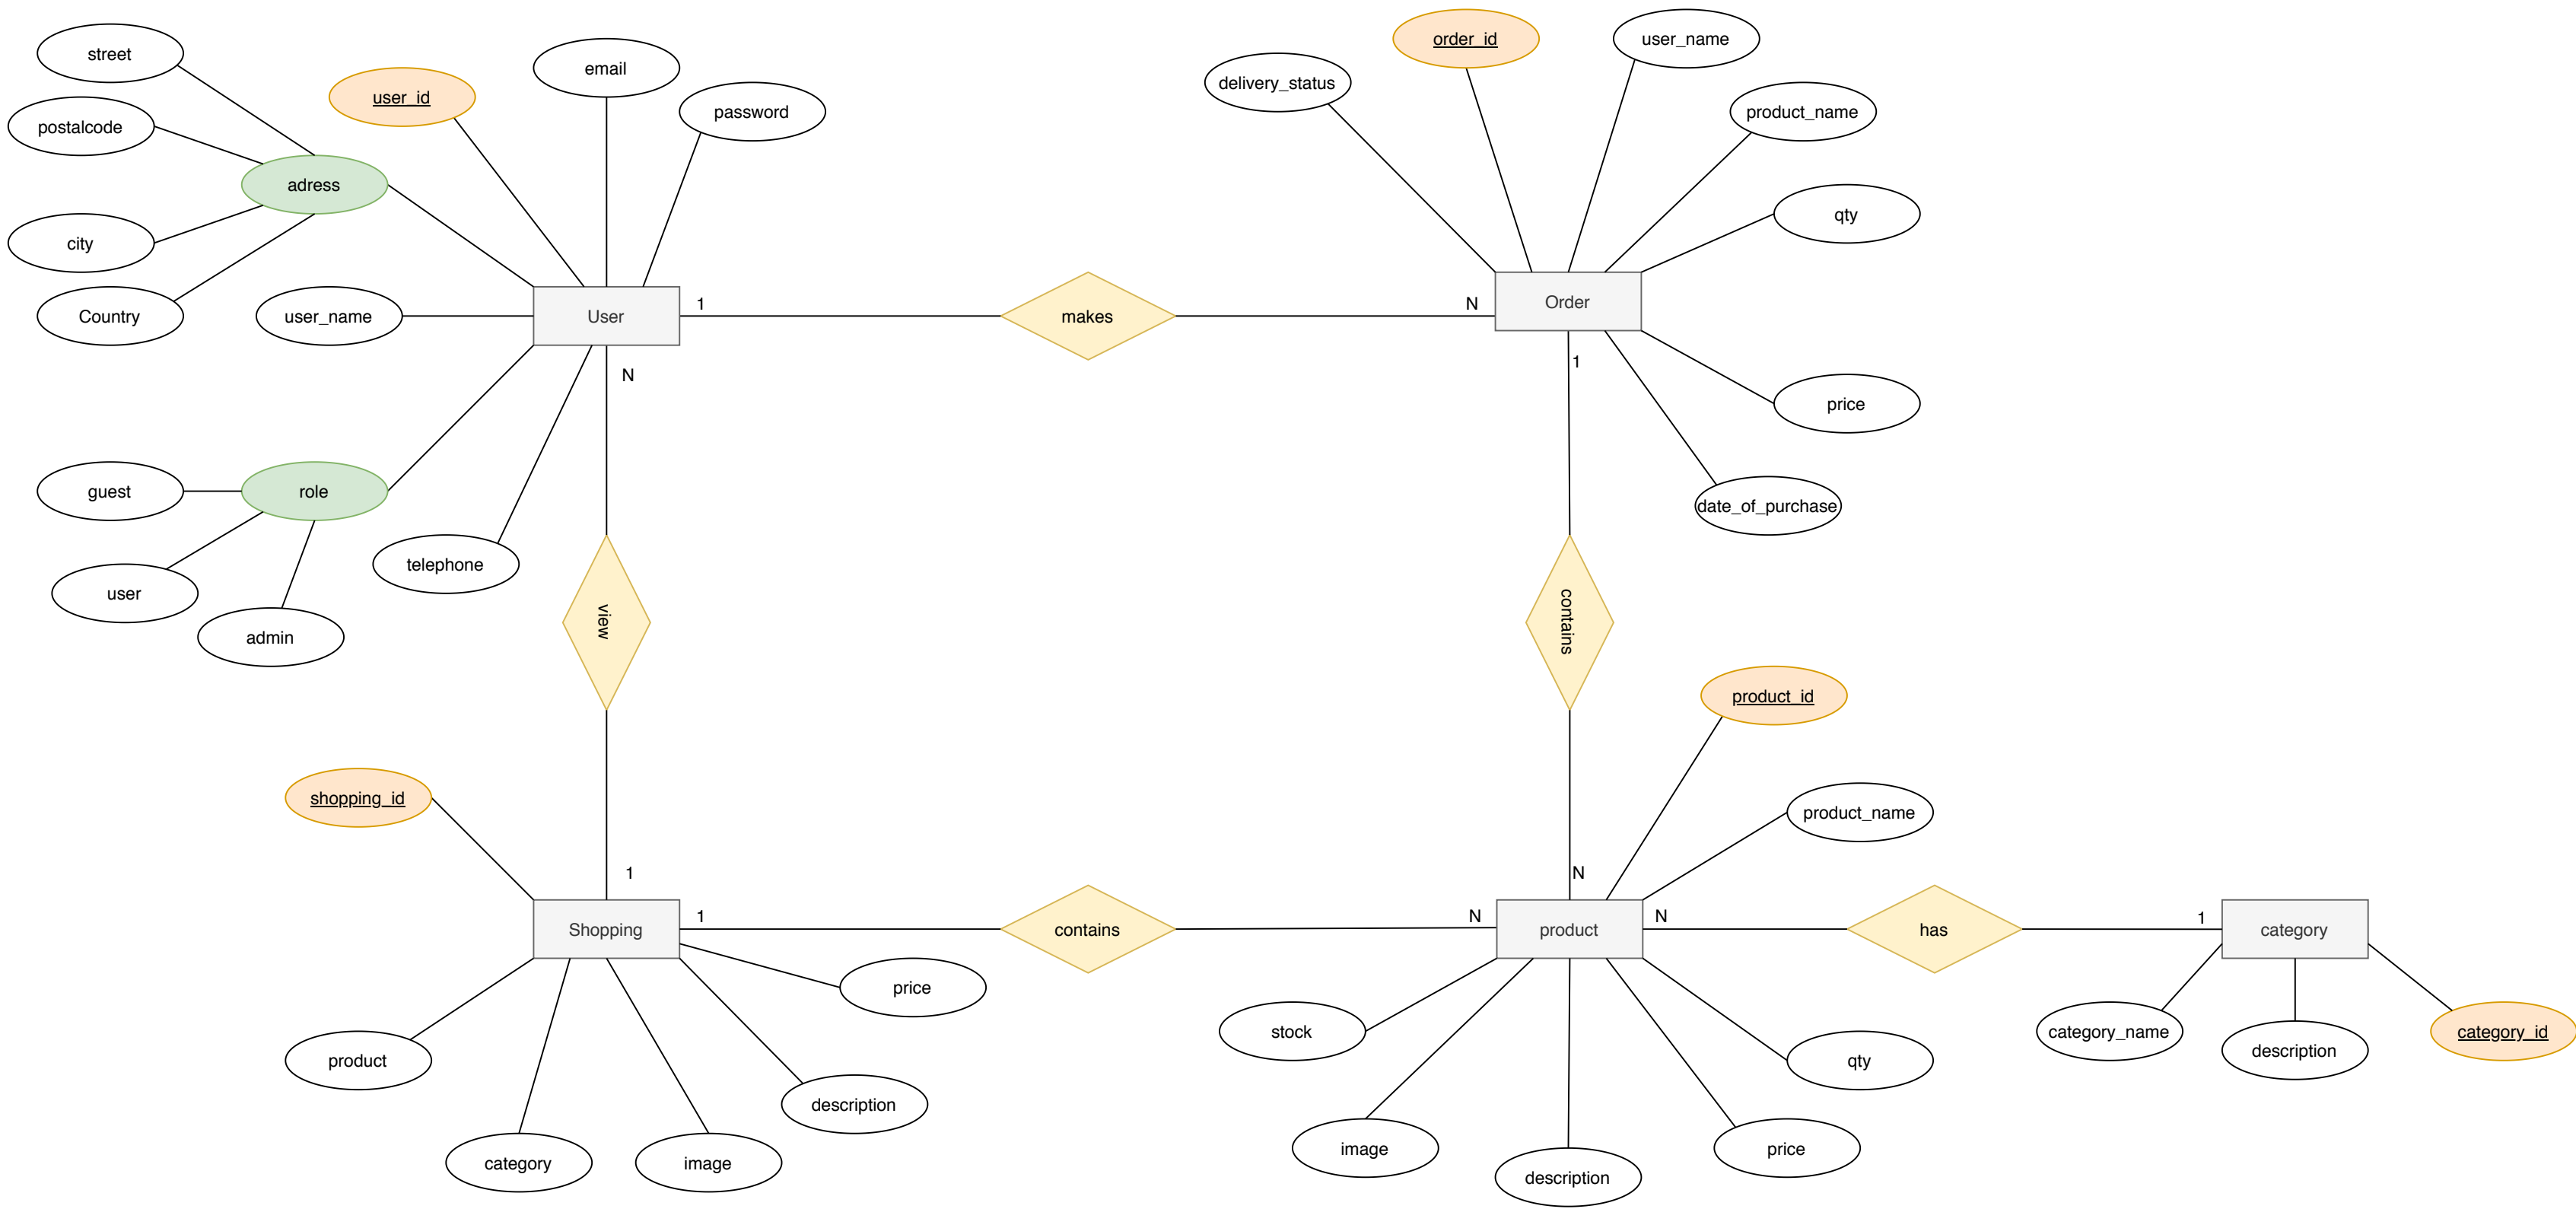 street
email
order_id
user_name
delivery_status
user_id
password
product_name
postalcode
adress
qty
city
Country
user_name
User
1
makes
N
Order
N
1
price
guest
role
date_of_purchase
telephone
user
view
contains
admin
product_id
shopping_id
product_name
1
N
Shopping
1
contains
N
product
N
has
1
category
price
product
stock
qty
category_name
description
category_id
description
category
image
image
price
description